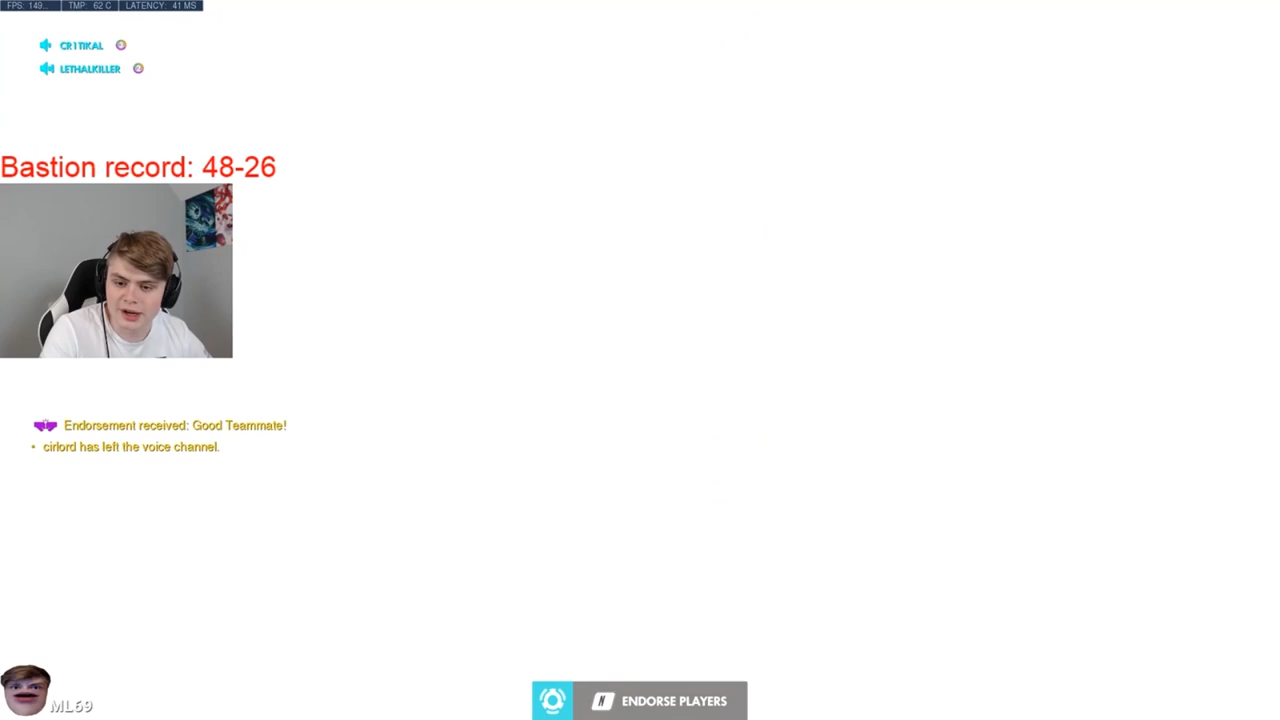 FPS: 149... TMP: 62 C LATENCY: 41 MS
CR1TIKAL
LETHALKILLER
Bastion record: 48-26
Endorsement received: Good Teammate!
• cirlord has left the voice channel.
ML69
N ENDORSE PLAYERS